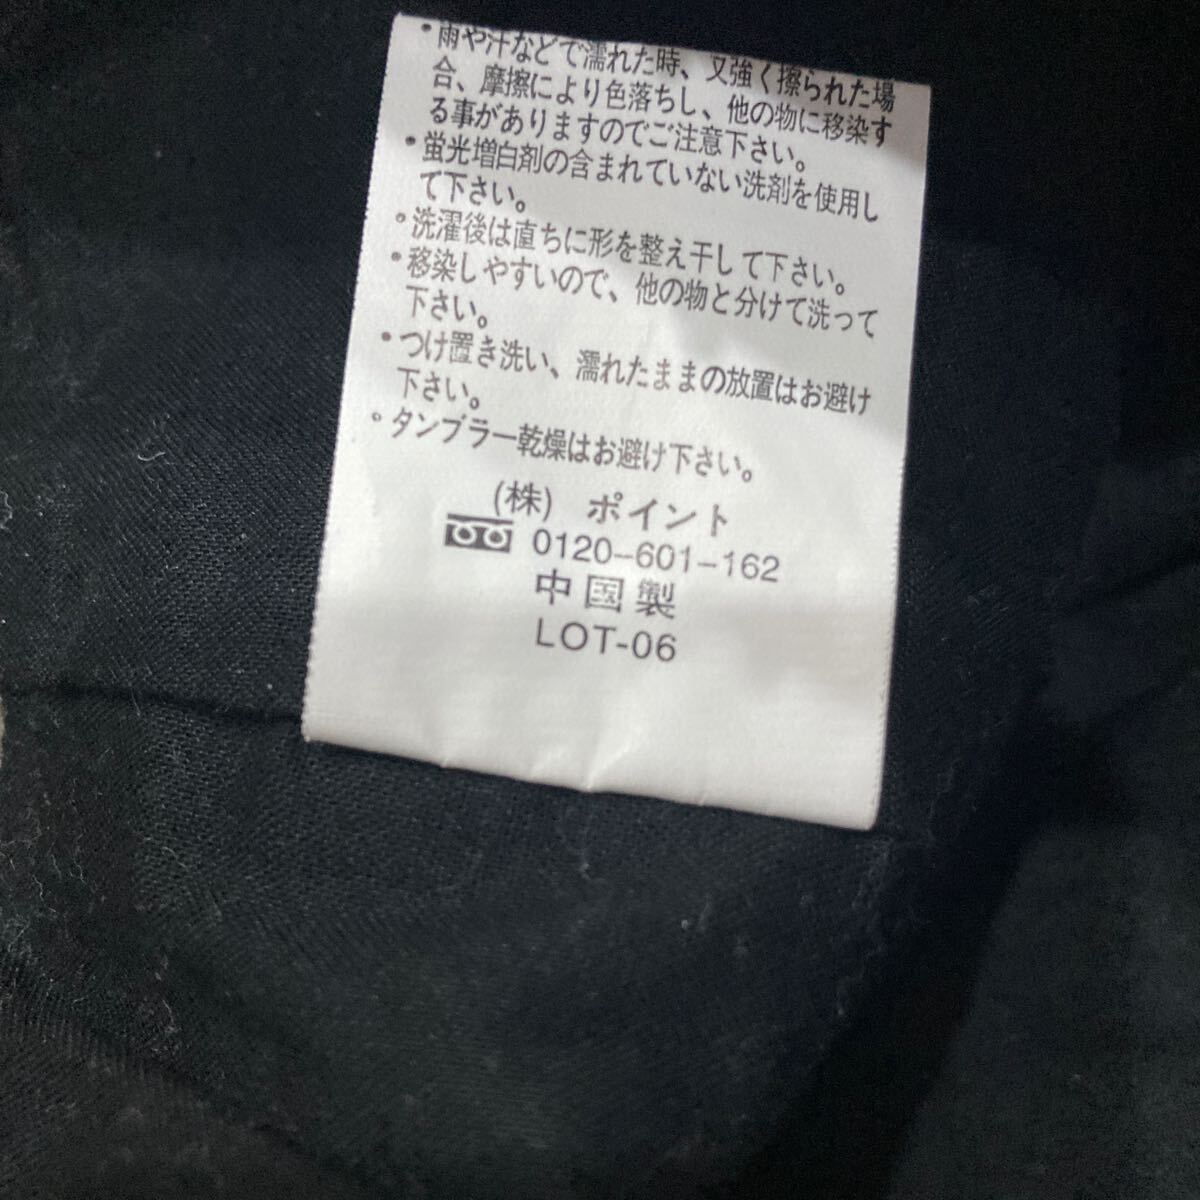 ・雨や汗などで濡れた時、又強く擦られた場
合、摩擦により色落ちし、他の物に移染す
る事がありますのでご注意下さい。
・蛍光増白剤の含まれていない洗剤を使用し
て下さい。
。洗濯後は直ちに形を整え干して下さい。
・移染しやすいので、他の物と分けて洗って
下さい。
・つけ置き洗い、濡れたままの放置はお避け
下さい。
。タンブラー乾燥はお避け下さい。
(株) ポイント
0120-601-162
中国製
LOT-06